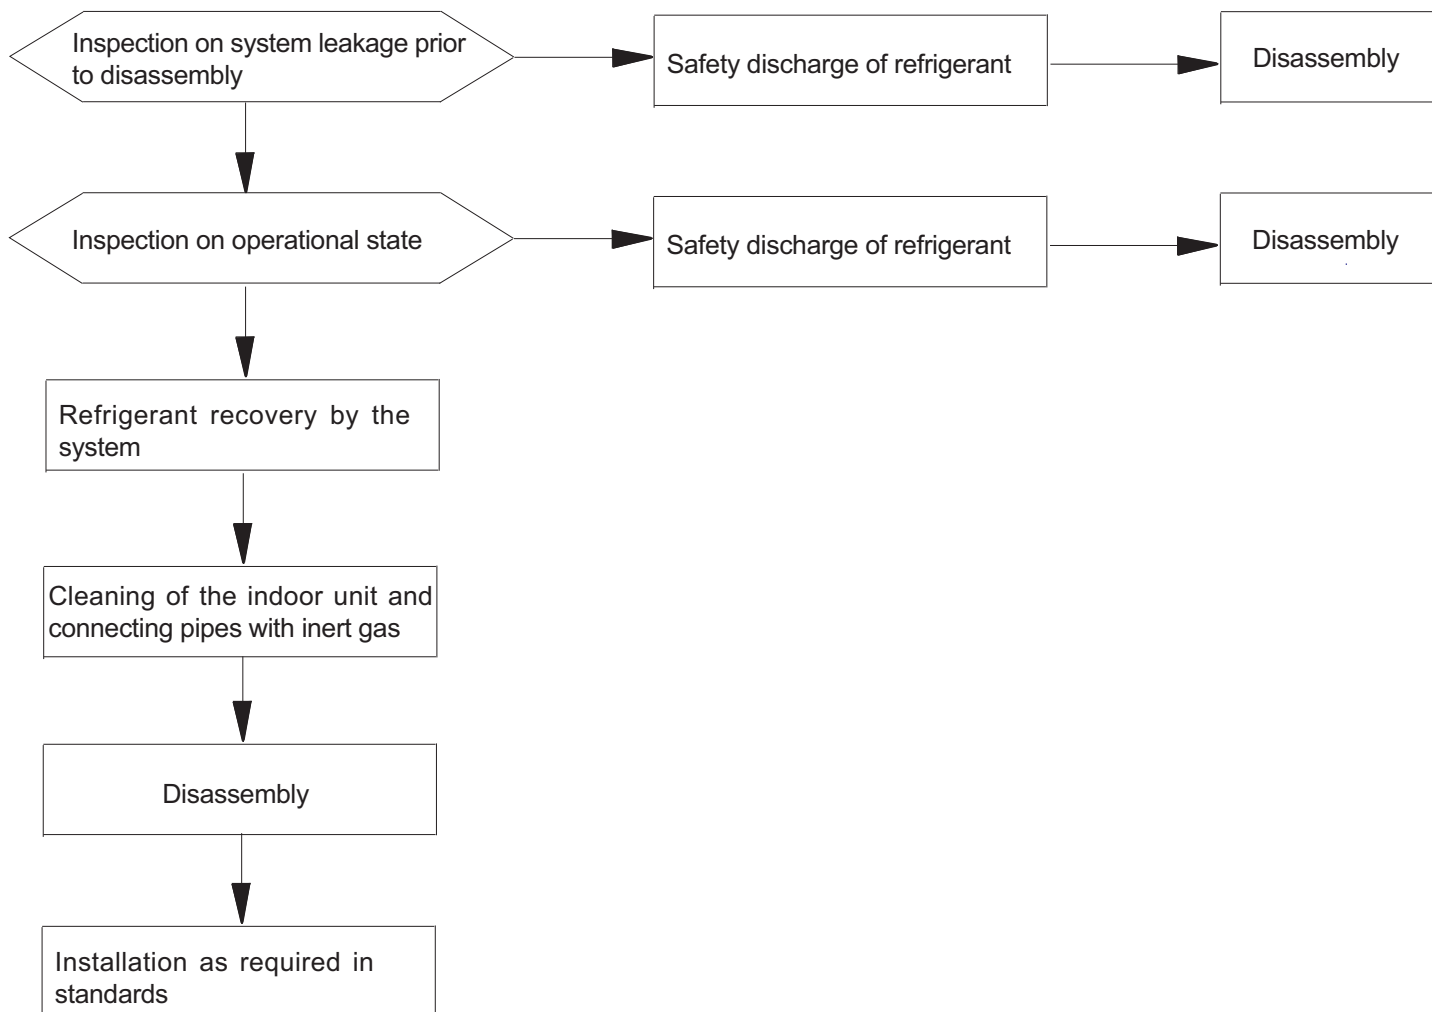 Inspection on system leakage prior
to disassembly
Safety discharge of refrigerant
Disassembly
Inspection on operational state
Safety discharge of refrigerant
Disassembly
Refrigerant recovery by the
system
Cleaning of the indoor unit and
connecting pipes with inert gas
Disassembly
Installation as required in
standards